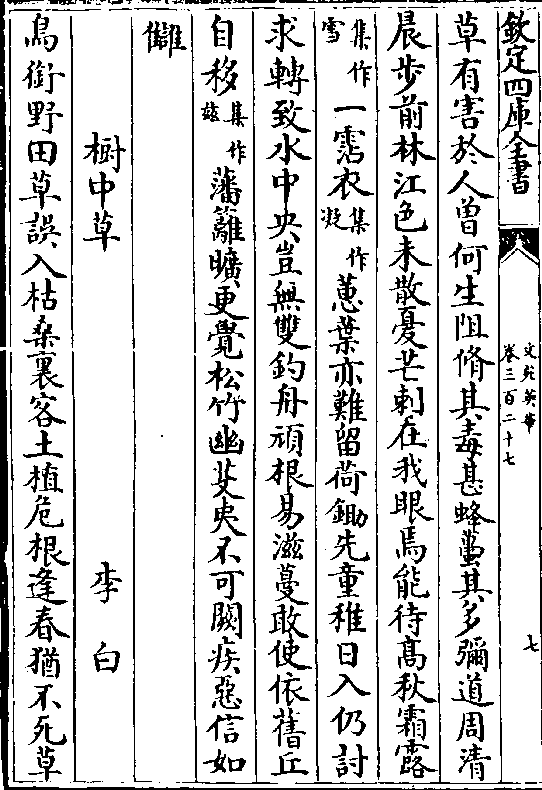 欽定四庫全書
文苑英華
卷三百二十七
七
草有害於人曾何生阻脩其毒甚蜂蠆其多彌道周清
晨步前林江色未散憂芒刺在我眼焉能待髙秋霜露
集作雪一霑衣集作凝蕙葉亦難留荷鋤先童稚日入仍討
求轉致水中央豈無雙釣舟頑根易滋蔓敢使依舊丘
自移集作兹藩籬曠更覺松竹幽芟夷不可闕疾惡信如
讎
樹中草
李白
鳥銜野田草誤入枯桑裏客土植危根逢春猶不死草